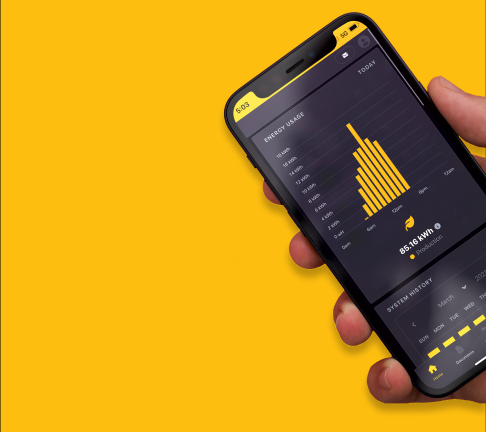 5:03
5G
ENERGY USAGE
TODAY
18 kWh
16 kWh
14 kWh
12 kWh
10 kWh
8 kWh
6 kWh
4 kWh
2 kWh
0 wH
0am
6am
12pm
6pm
12am
85.16 kWh
Production
SYSTEM HISTORY
March
202
SUN MON TUE WED THU
Home
Documents